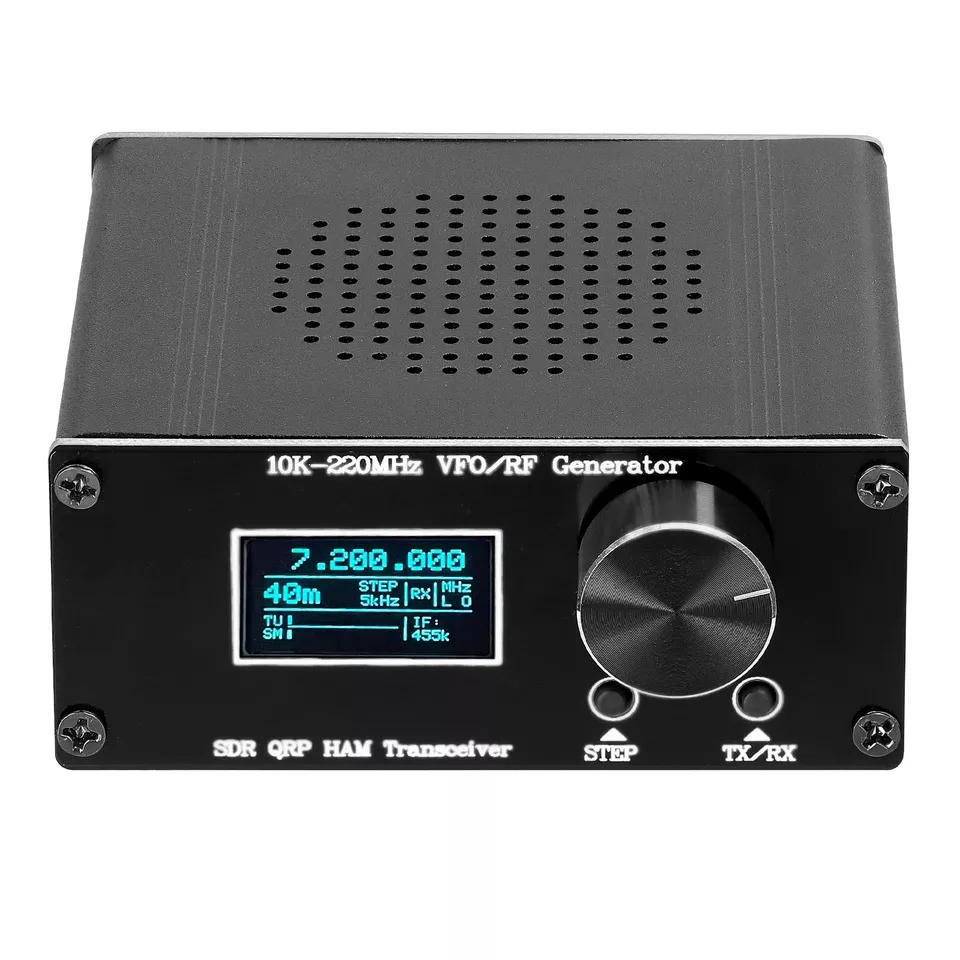 10K-220MHz VFO/RF Generator
7.200.000
40m STEP 5kHz RX MHz L O
TU
SM
IF:
455k
SDR QRP HAM Transceiver
STEP
TX/RX